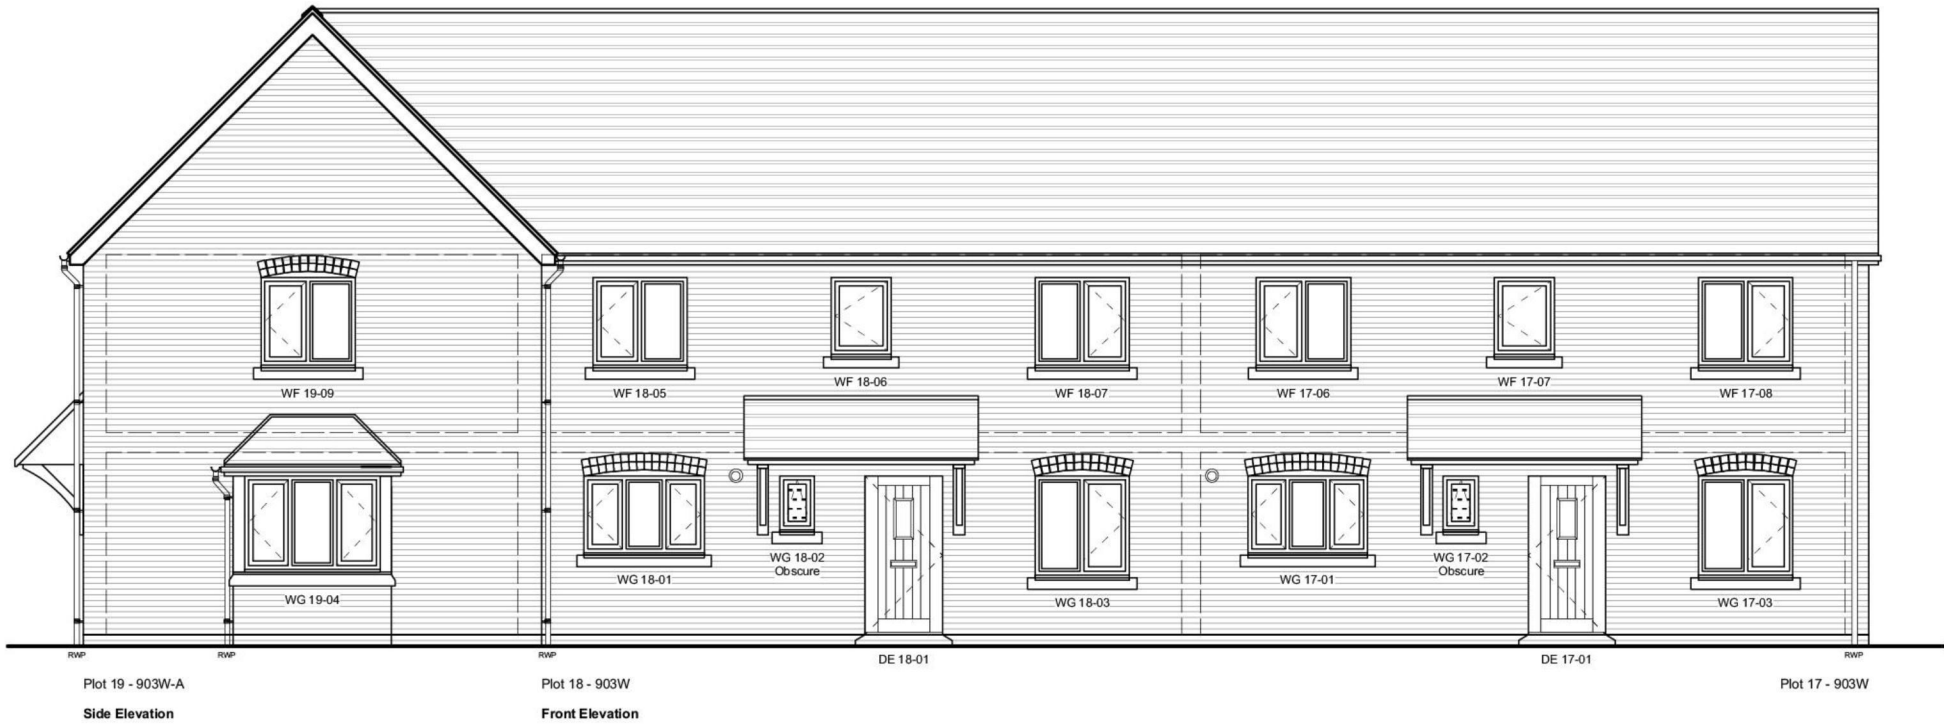 WF 19-09
WF 18-05
WF 18-06
WF 18-07
WF 17-06
WF 17-07
WF 17-08
WG 19-04
WG 18-01
WG 18-02
Obscure
WG 18-03
WG 17-01
WG 17-02
Obscure
WG 17-03
RWP
RWP
RWP
DE 18-01
DE 17-01
RWP
Plot 19 - 903W-A
Plot 18 - 903W
Plot 17 - 903W
Side Elevation
Front Elevation